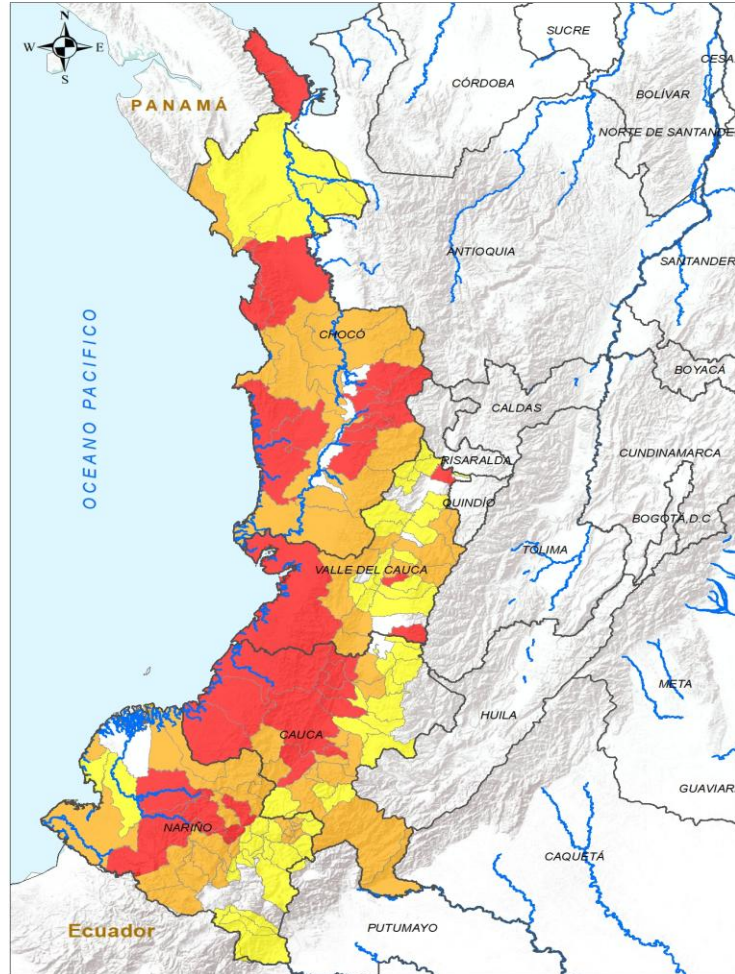 N
W E
S
SUCRE
CESA
CÓRDOBA
BOLÍVAR
PANAMÁ
NORTE DE SANTANDE
ANTIOQUIA
SANTANDER
OCEANO PACIFICO
CHOCÓ
BOYACÁ
CALDAS
CUNDINAMARCA
RISARALDA
QUINDÍO
BOGOTÁ, D.C
TOLIMA
VALLE DEL CAUCA
META
HUILA
CAUCA
GUAVIARE
NARIÑO
CAQUETÁ
PUTUMAYO
Ecuador